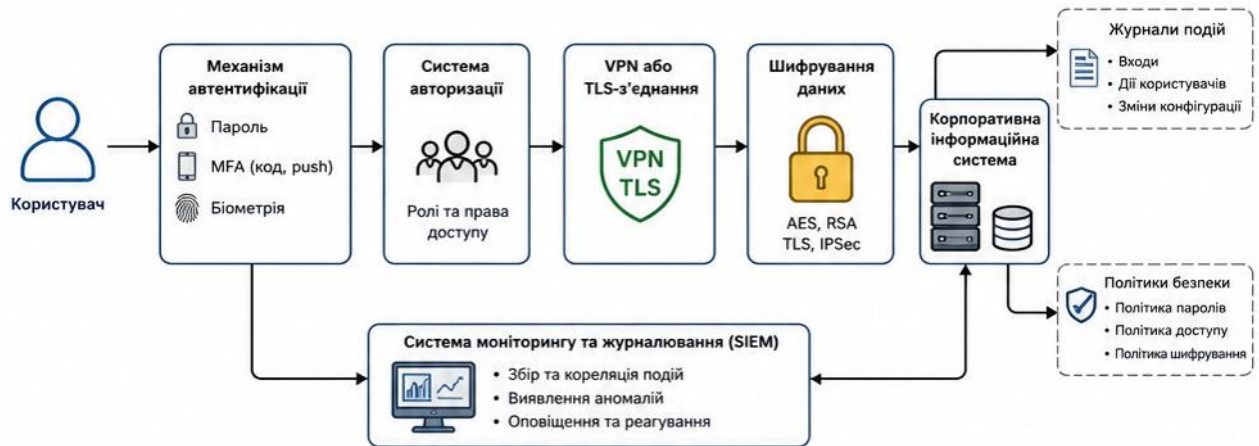 Користувач
Механізм
автентифікації
Пароль
MFA (код, push)
Біометрія
Система
авторизації
Ролі та права
доступу
VPN або
TLS-з’єднання
VPN
TLS
Шифрування
даних
AES, RSA
TLS, IPSec
Корпоративна
інформаційна
система
Журнали подій
• Входи
• Дії користувачів
• Зміни конфігурації
Політики безпеки
• Політика паролів
• Політика доступу
• Політика шифрування
Система моніторингу та журналювання (SIEM)
• Збір та кореляція подій
• Виявлення аномалій
• Оповіщення та реагування